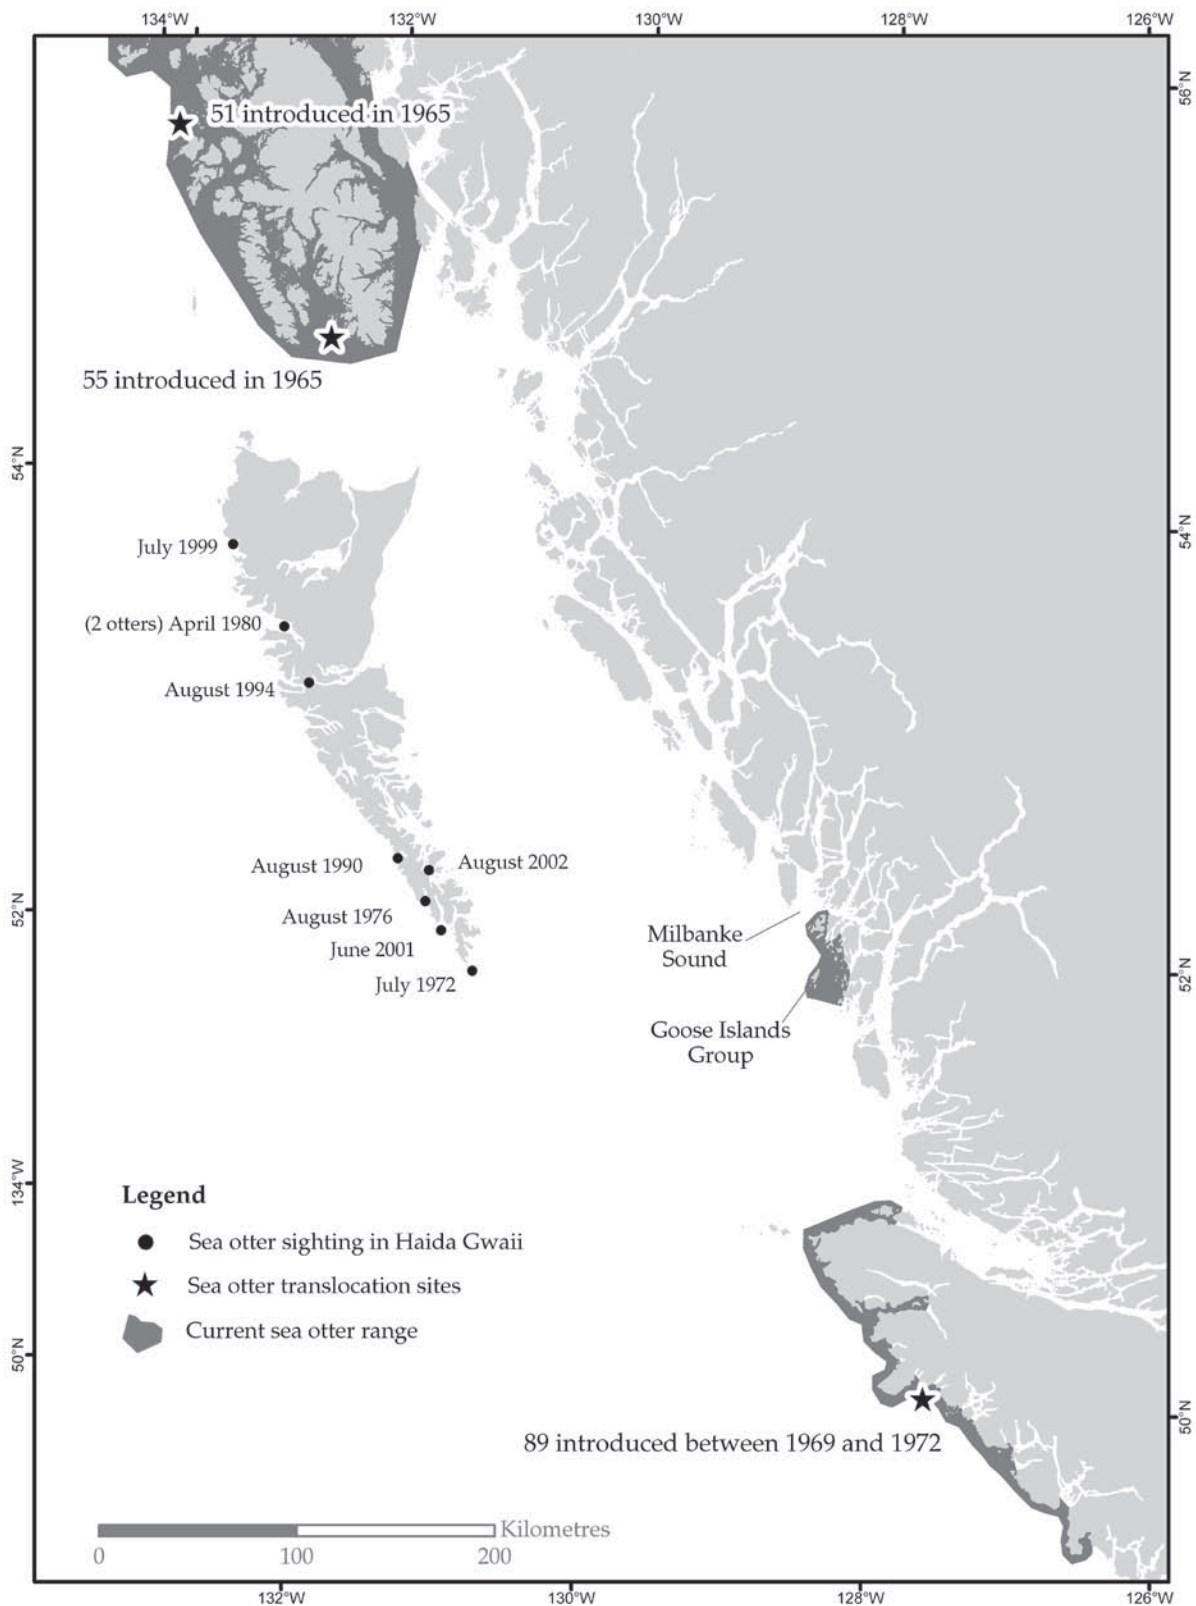 134°W 132°W 130°W 128°W 126°W
56°N
51 introduced in 1965
55 introduced in 1965
54°N
54°N
July 1999
(2 otters) April 1980
August 1994
August 1990
August 2002
August 1976
June 2001
July 1972
52°N
52°N
Milbanke
Sound
Goose Islands
Group
134°W
Legend
Sea otter sighting in Haida Gwaii
Sea otter translocation sites
Current sea otter range
50°N
50°N
89 introduced between 1969 and 1972
Kilometres
0 100 200
132°W 130°W 128°W 126°W